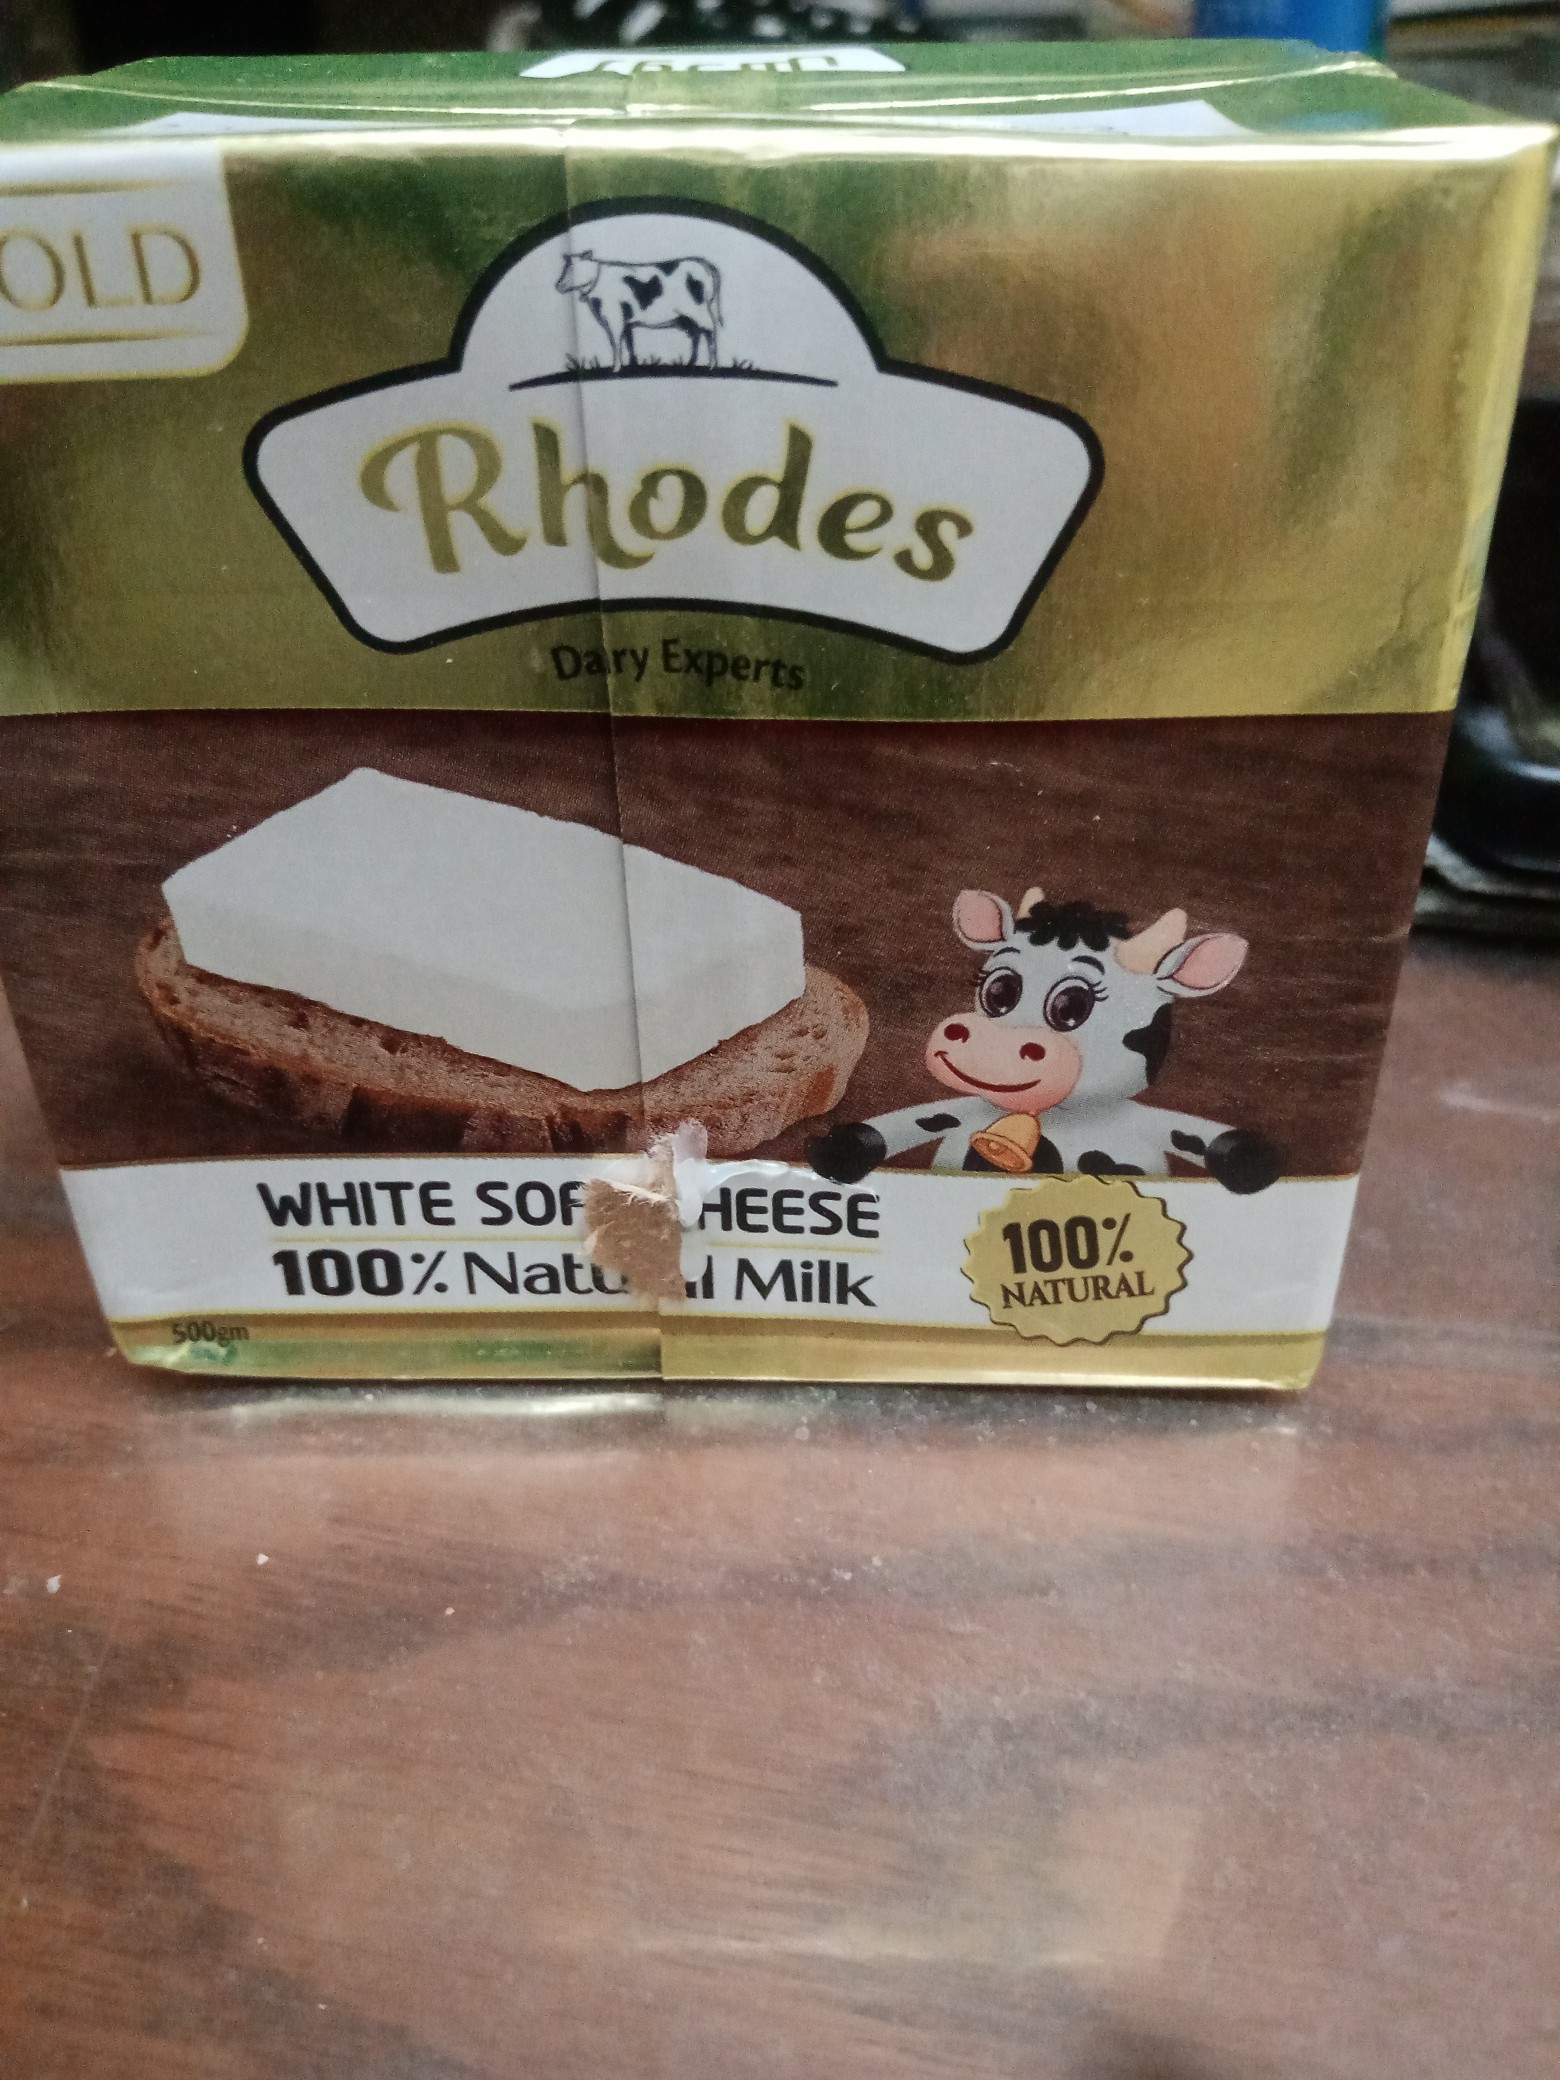 OLD
Rhodes
Dairy Experts
WHITE SOF HEESE
100% Natu l Milk
100%
NATURAL
500gm